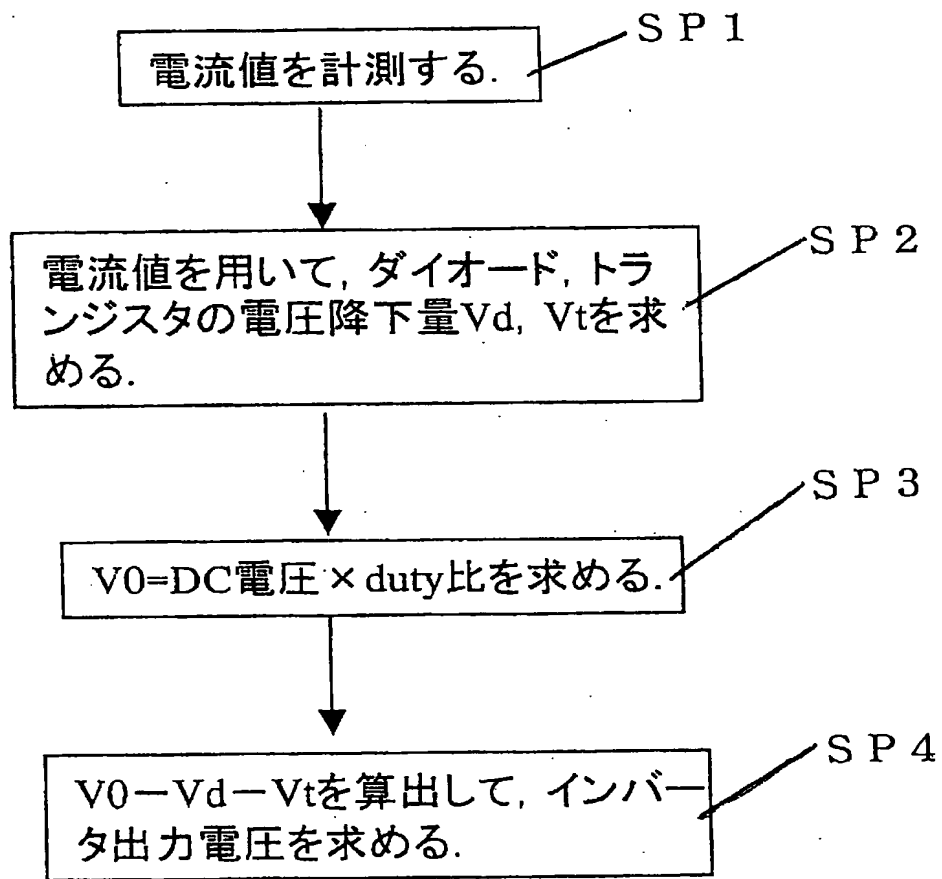 SP1
電流値を計測する.
SP2
電流値を用いて, ダイオード, トラ
ンジスタの電圧降下量Vd, Vtを求
める.
SP3
V0=DC電圧×duty比を求める.
SP4
V0-Vd-Vtを算出して, インバー
タ出力電圧を求める.